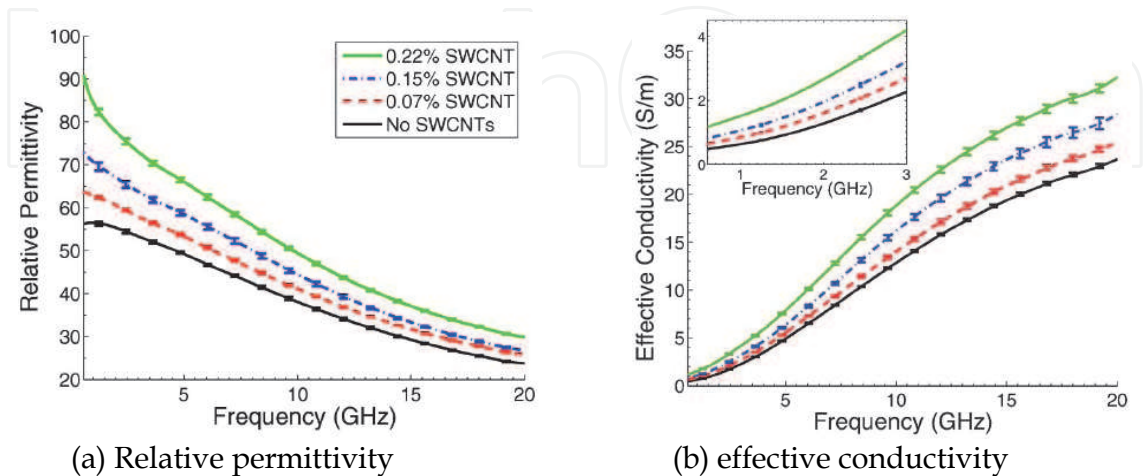 100
90
80
70
60
50
40
30
20
Relative Permittivity
0.22% SWCNT
0.15% SWCNT
0.07% SWCNT
No SWCNTs
5 10 15 20
Frequency (GHz)
(a) Relative permittivity
35
30
25
20
15
10
5
0
Effective Conductivity (S/m)
4
2
0
1 2 3
Frequency (GHz)
5 10 15 20
Frequency (GHz)
(b) effective conductivity